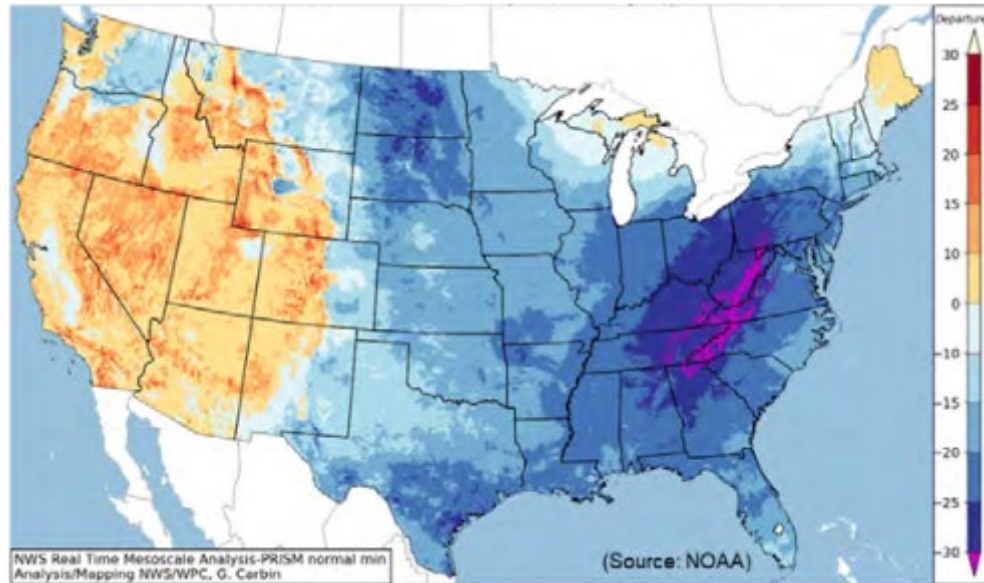 Departure
30
25
20
15
10
0
-10
-15
-20
-25
-30
NWS Real Time Mesoscale Analysis-PRISM normal min
Analysis/Mapping NWS/WPC, G. Carbin
(Source: NOAA)